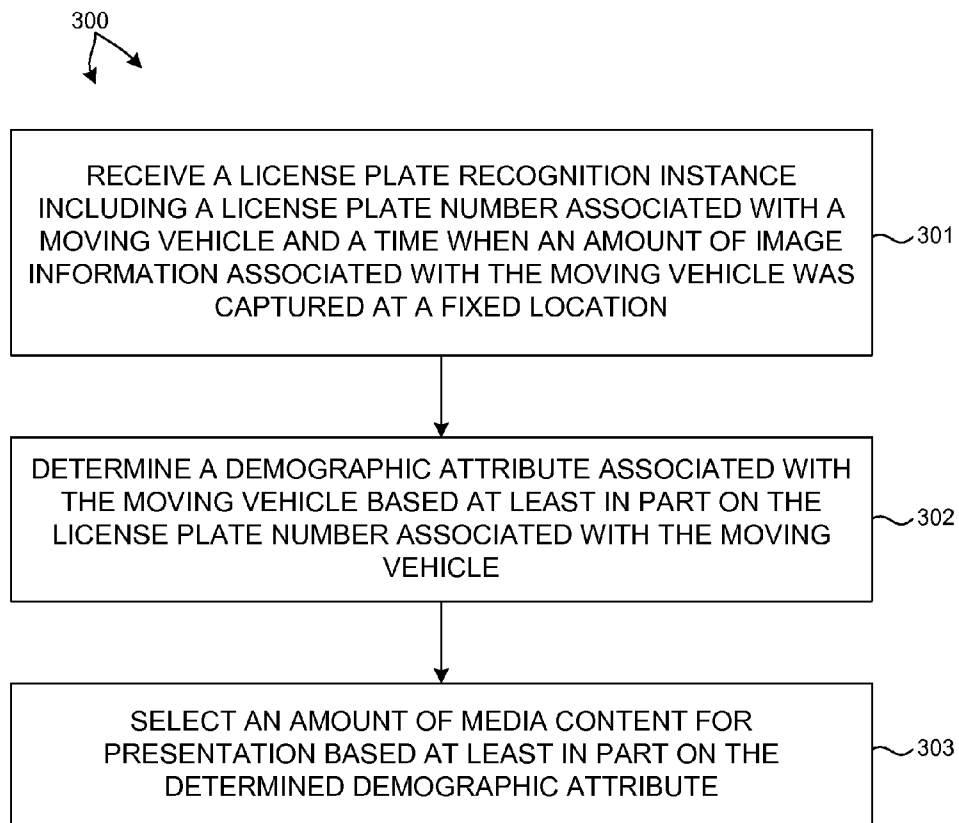 300
RECEIVE A LICENSE PLATE RECOGNITION INSTANCE
INCLUDING A LICENSE PLATE NUMBER ASSOCIATED WITH A
MOVING VEHICLE AND A TIME WHEN AN AMOUNT OF IMAGE
INFORMATION ASSOCIATED WITH THE MOVING VEHICLE WAS
CAPTURED AT A FIXED LOCATION
301
DETERMINE A DEMOGRAPHIC ATTRIBUTE ASSOCIATED WITH
THE MOVING VEHICLE BASED AT LEAST IN PART ON THE
LICENSE PLATE NUMBER ASSOCIATED WITH THE MOVING
VEHICLE
302
SELECT AN AMOUNT OF MEDIA CONTENT FOR
PRESENTATION BASED AT LEAST IN PART ON THE
DETERMINED DEMOGRAPHIC ATTRIBUTE
303